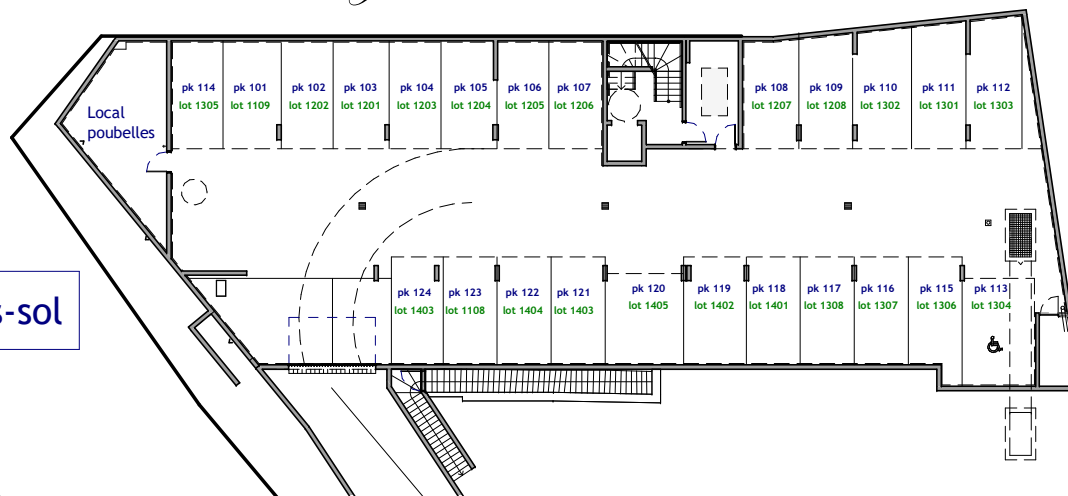 pk 114
lot 1305
pk 101
lot 1109
pk 102
lot 1202
pk 103
lot 1201
pk 104
lot 1203
pk 105
lot 1204
pk 106
lot 1205
pk 107
lot 1206
pk 108
lot 1207
pk 109
lot 1208
pk 110
lot 1302
pk 111
lot 1301
pk 112
lot 1303
Local
poubelles
s-sol
pk 124
lot 1403
pk 123
lot 1108
pk 122
lot 1404
pk 121
lot 1403
pk 120
lot 1405
pk 119
lot 1402
pk 118
lot 1401
pk 117
lot 1308
pk 116
lot 1307
pk 115
lot 1306
pk 113
lot 1304